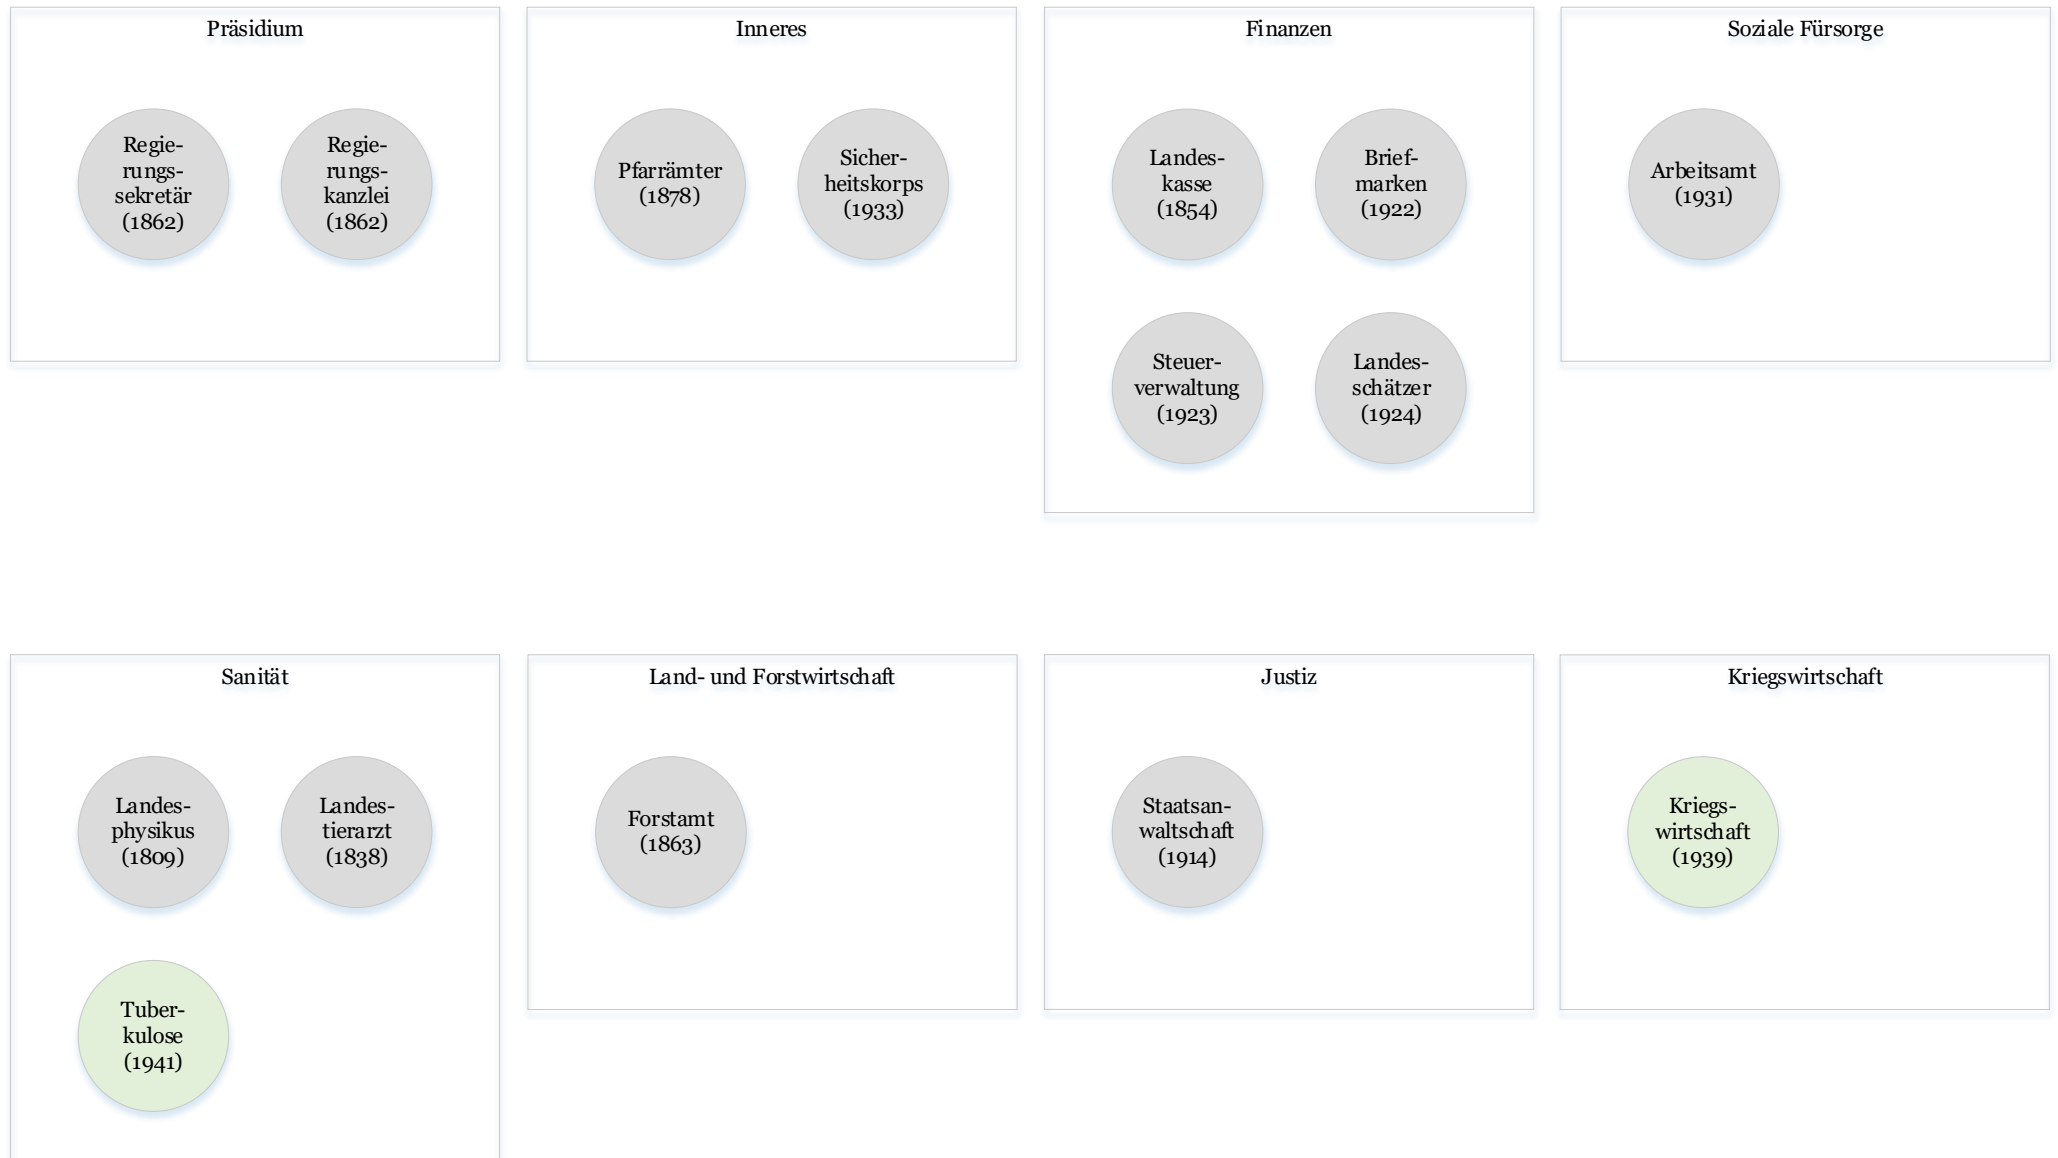 Präsidium
Regie-
rungs-
sekretär
(1862)
Regie-
rungs-
kanzlei
(1862)
Inneres
Pfarrämter
(1878)
Sicher-
heitskorps
(1933)
Finanzen
Landes-
kasse
(1854)
Brief-
marken
(1922)
Steuer-
verwaltung
(1923)
Landes-
schätzer
(1924)
Soziale Fürsorge
Arbeitsamt
(1931)
Sanität
Landes-
physikus
(1809)
Landes-
tierarzt
(1838)
Tuber-
kulose
(1941)
Land- und Forstwirtschaft
Forstamt
(1863)
Justiz
Staatsan-
waltschaft
(1914)
Kriegswirtschaft
Kriegs-
wirtschaft
(1939)